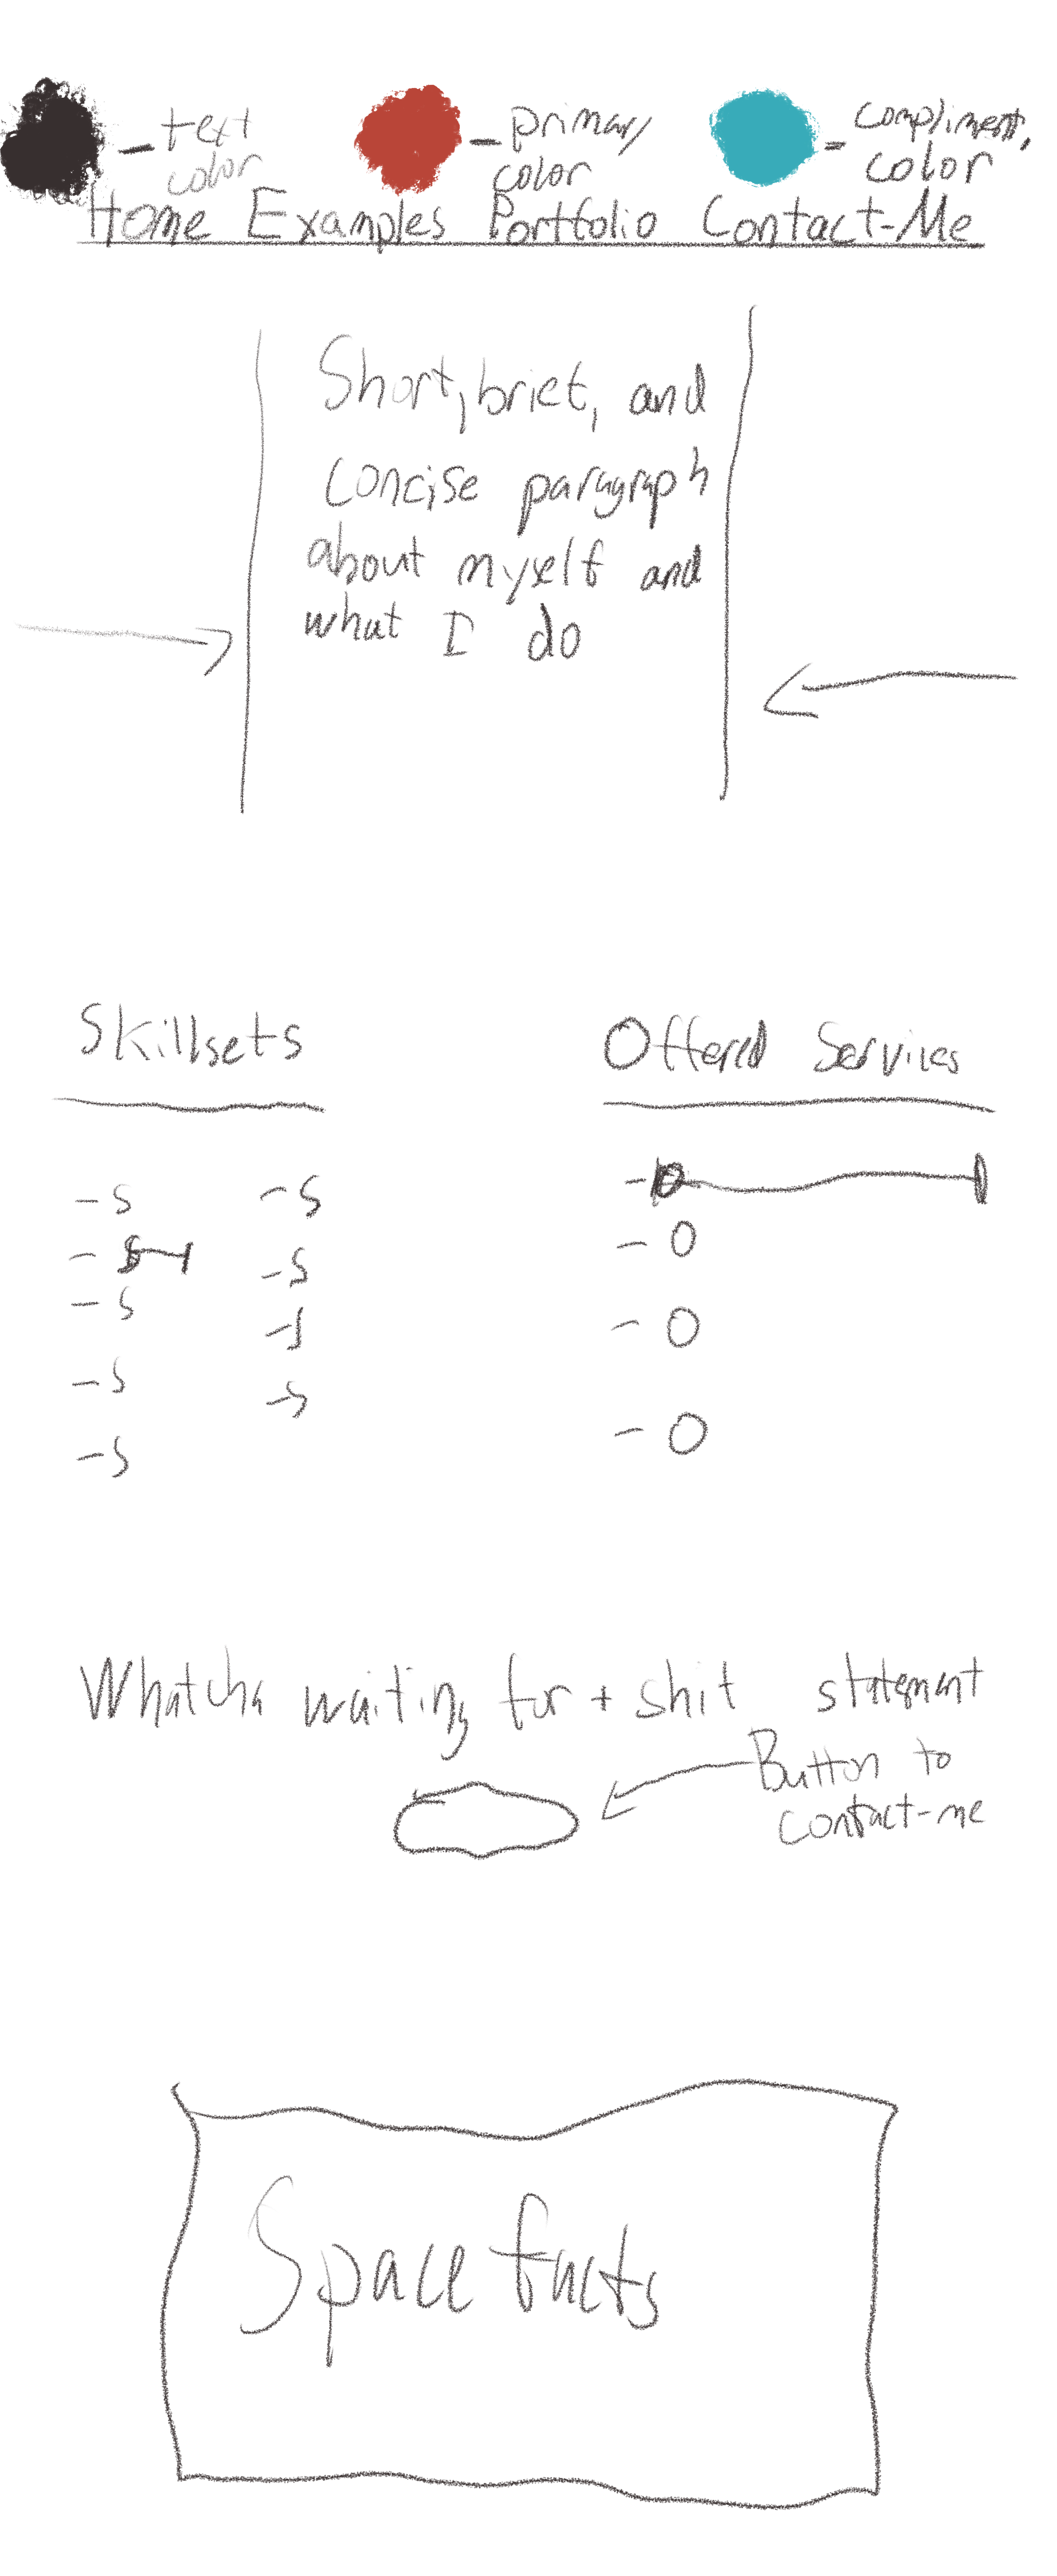 - text color
- primary color
- compliment. color
Home Examples Portfolio Contact-Me
Short, brief, and
concise paragraph
about myself and
what I do
Skillsets
Offered Services
- S
- S
- S
- S
- S
- S
- S
- S
- S
- O
- O
- O
- O
Whatcha waiting for + shit statement
Button to
contact-me
Space facts